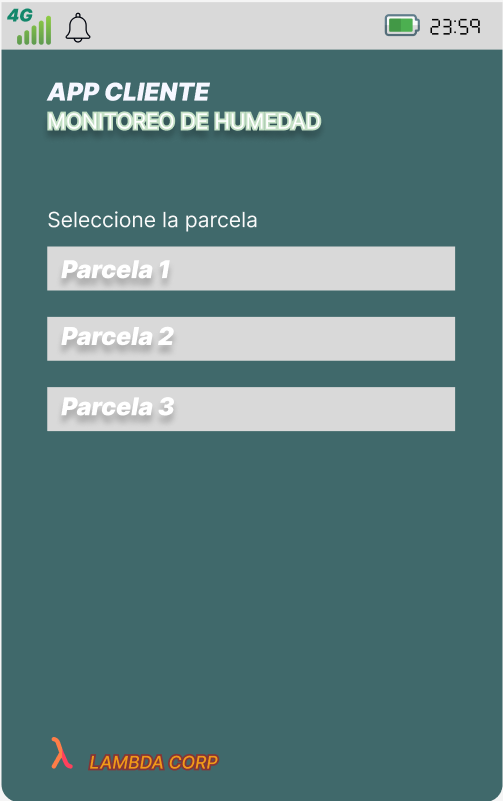 4G
23:59
APP CLIENTE
MONITOREO DE HUMEDAD
Seleccione la parcela
Parcela 1
Parcela 2
Parcela 3
λ LAMBDA CORP